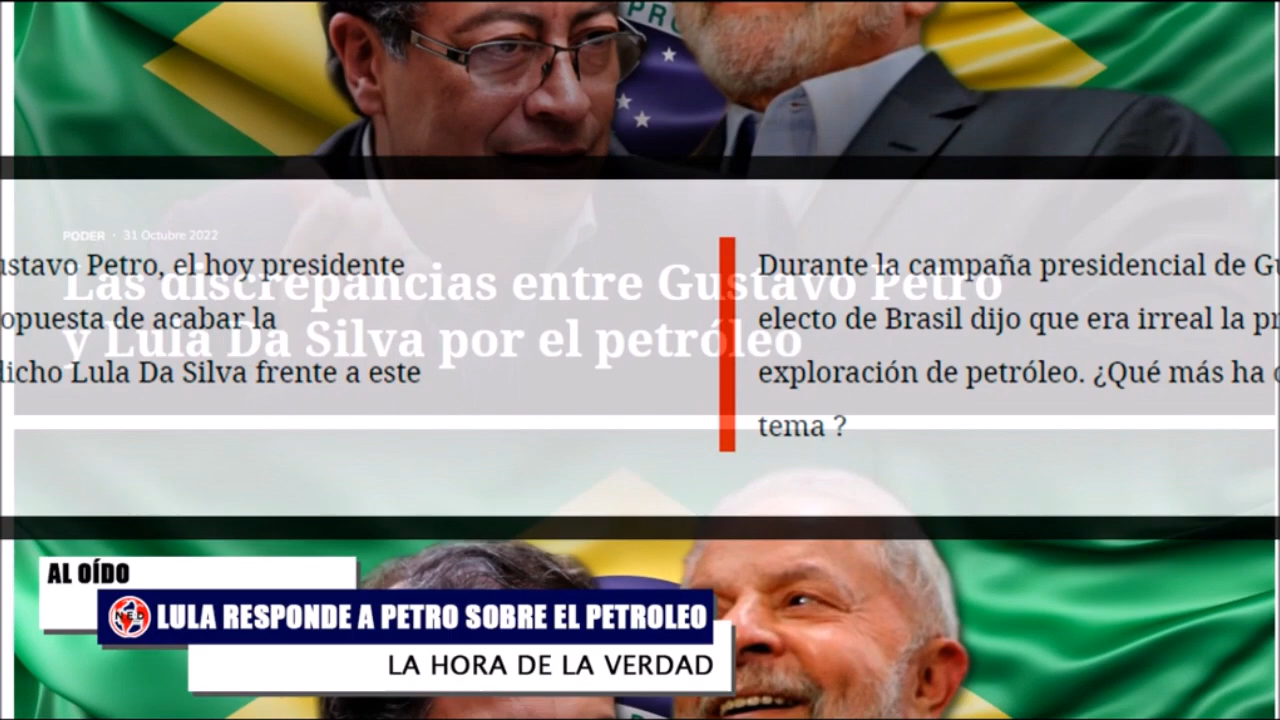 PRO
PODER · 31 Octubre 2022
Las discrepancias entre Gustavo Petro
y Lula Da Silva por el petróleo
ustavo Petro, el hoy presidente
opuesta de acabar la
dicho Lula Da Silva frente a este
Durante la campaña presidencial de Gu
electo de Brasil dijo que era irreal la pr
exploración de petróleo. ¿Qué más ha d
tema ?
AL OÍDO
LULA RESPONDE A PETRO SOBRE EL PETROLEO
LA HORA DE LA VERDAD